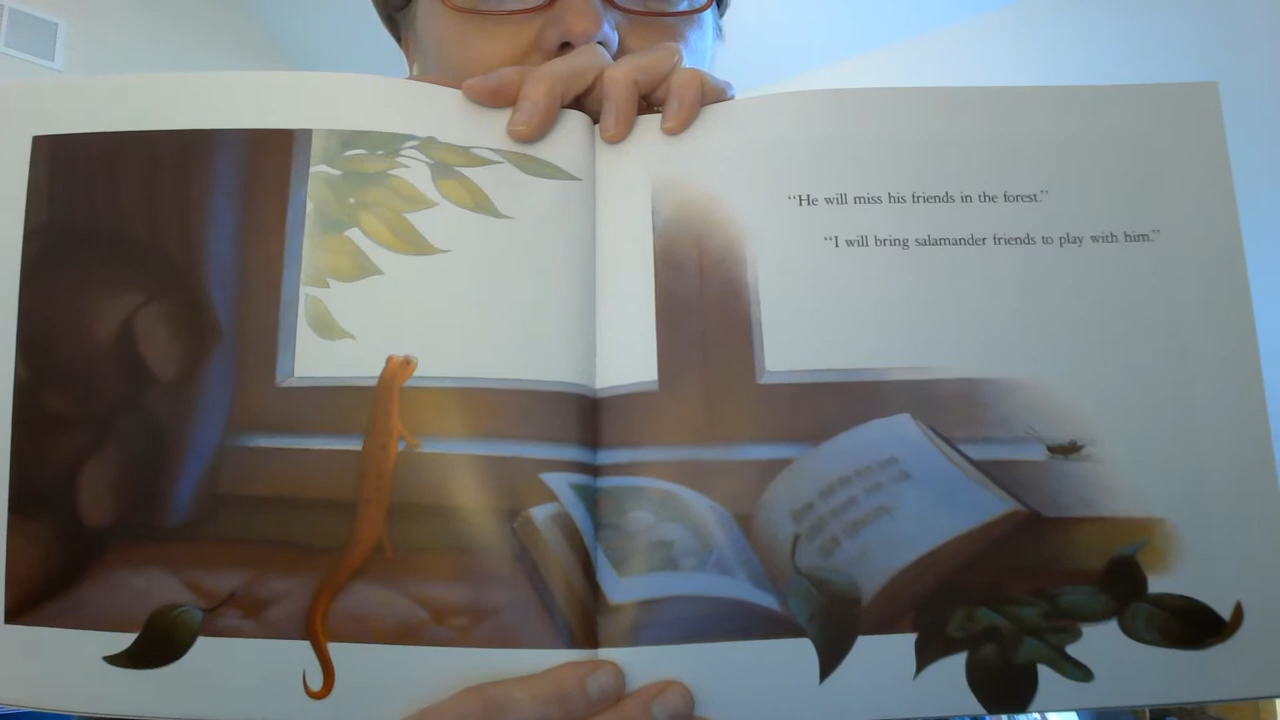 “He will miss his friends in the forest.”
“I will bring salamander friends to play with him.”